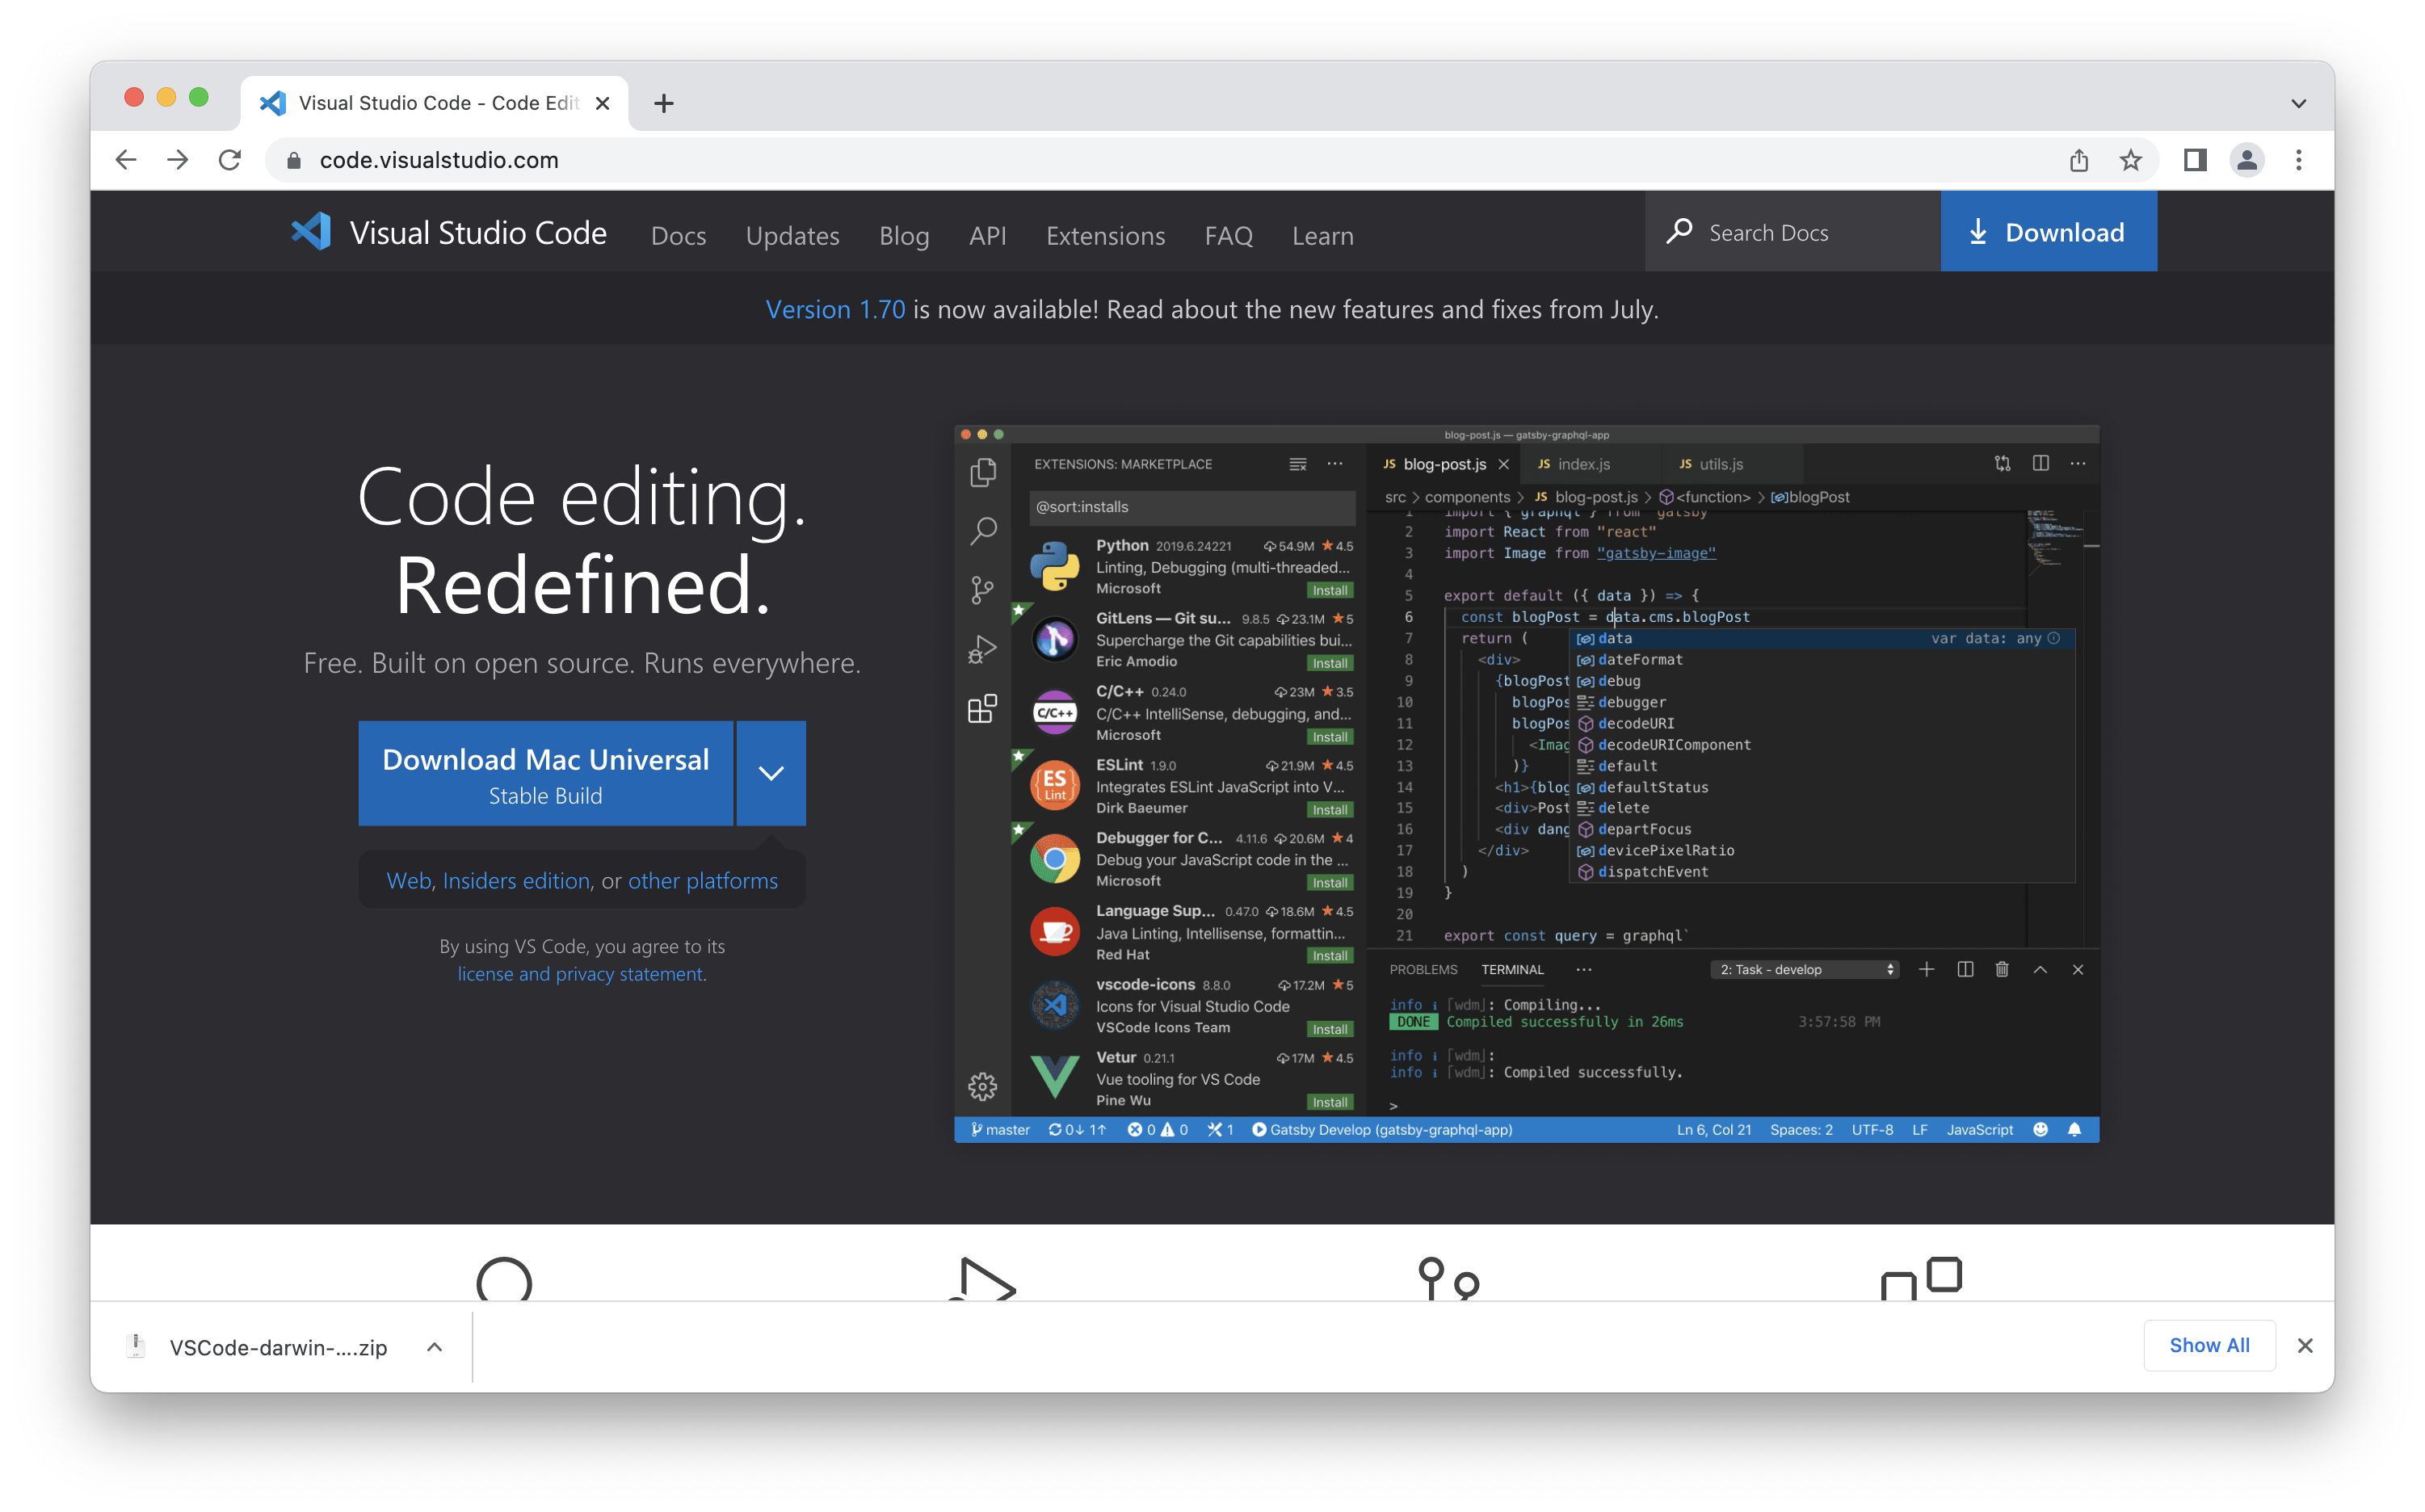 Visual Studio Code - Code Edit
code.visualstudio.com
Visual Studio Code Docs Updates Blog API Extensions FAQ Learn Search Docs Download
Version 1.70 is now available! Read about the new features and fixes from July.
Code editing.
Redefined.
Free. Built on open source. Runs everywhere.
Download Mac Universal
Stable Build
Web, Insiders edition, or other platforms
By using VS Code, you agree to its
license and privacy statement.
blog-post.js — gatsby-graphql-app
EXTENSIONS: MARKETPLACE
@sort:installs
Python 2019.6.24221 54.9M 4.5
Linting, Debugging (multi-threaded...
Microsoft Install
GitLens — Git su... 9.8.5 23.1M 5
Supercharge the Git capabilities bui...
Eric Amodio Install
C/C++
C/C++ 0.24.0 23M 3.5
C/C++ IntelliSense, debugging, and...
Microsoft Install
ES
Lint
ESLint 1.9.0 21.9M 4.5
Integrates ESLint JavaScript into V...
Dirk Baeumer Install
Debugger for C... 4.11.6 20.6M 4
Debug your JavaScript code in the ...
Microsoft Install
Language Sup... 0.47.0 18.6M 4.5
Java Linting, Intellisense, formattin...
Red Hat Install
vscode-icons 8.8.0 17.2M 5
Icons for Visual Studio Code
VSCode Icons Team Install
Vetur 0.21.1 17M 4.5
Vue tooling for VS Code
Pine Wu Install
JS blog-post.js JS index.js JS utils.js
src > components > JS blog-post.js > <function> > blogPost
1 import { graphql } from "gatsby"
2 import React from "react"
3 import Image from "gatsby-image"
4
5 export default ({ data }) => {
6 const blogPost = data.cms.blogPost
7 return (
8 <div>
9 {blogPost
10 blogPos
11 blogPos
12 <Imag
13 )}
14 <h1>{blog
15 <div>Post
16 <div dang
17 </div>
18 )
19 }
20
21 export const query = graphql`
data var data: any
dateFormat
debug
debugger
decodeURI
decodeURIComponent
default
defaultStatus
delete
departFocus
devicePixelRatio
dispatchEvent
PROBLEMS TERMINAL ... 2: Task - develop
info i ｢wdm｣: Compiling...
DONE Compiled successfully in 26ms 3:57:58 PM
info i ｢wdm｣:
info i ｢wdm｣: Compiled successfully.
>
master 0↓ 1↑ 0 0 1 Gatsby Develop (gatsby-graphql-app) Ln 6, Col 21 Spaces: 2 UTF-8 LF JavaScript
VSCode-darwin-....zip Show All